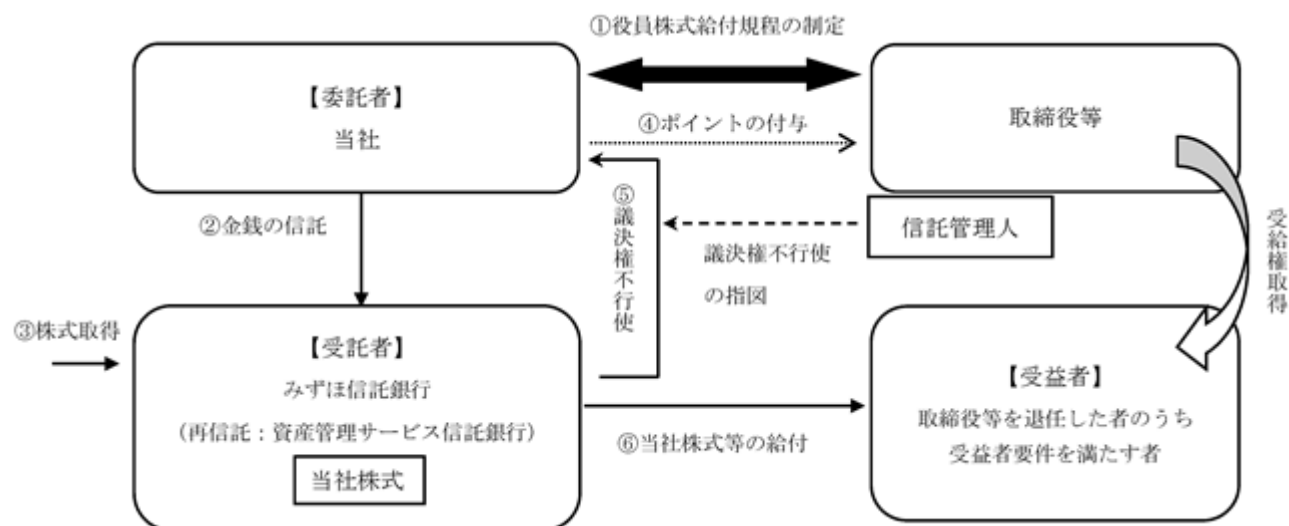 ①役員株式給付規程の制定
【委託者】
当社
④ポイントの付与
取締役等
②金銭の信託
⑤議決権不行使
議決権不行使
の指図
信託管理人
受給権取得
③株式取得
【受託者】
みずほ信託銀行
(再信託：資産管理サービス信託銀行)
当社株式
⑥当社株式等の給付
【受益者】
取締役等を退任した者のうち
受益者要件を満たす者